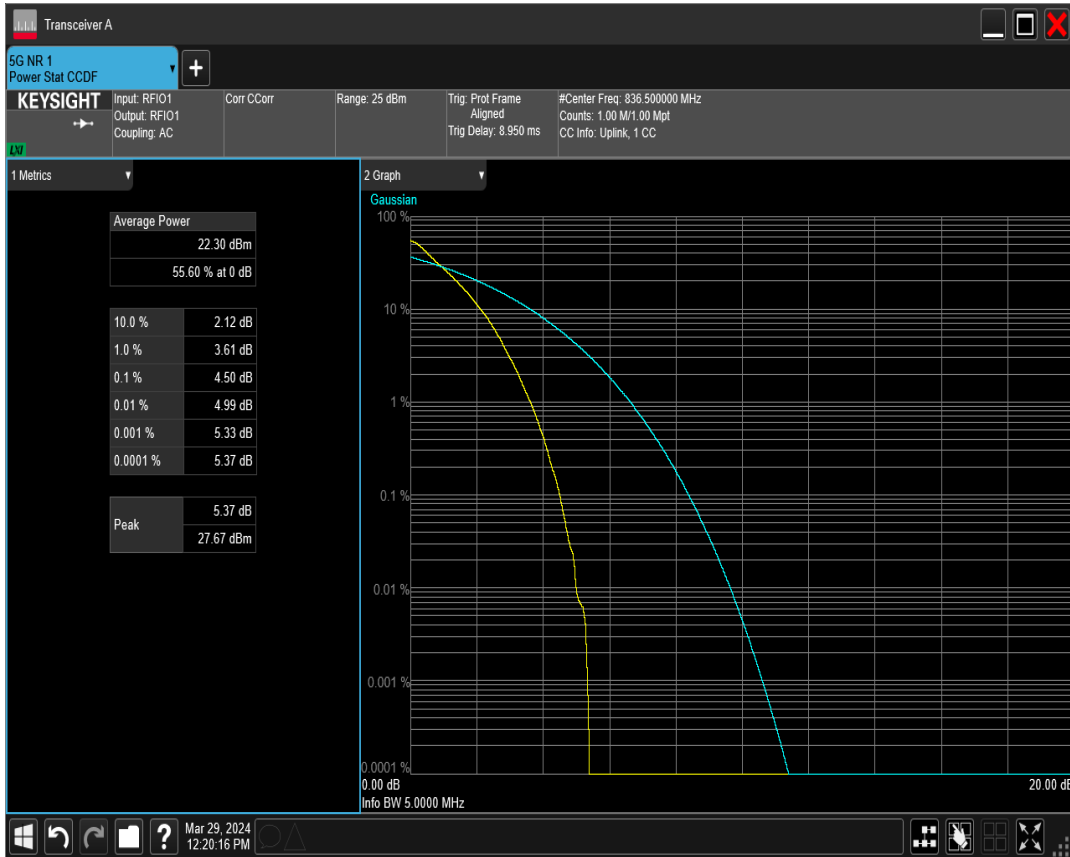 Transceiver A
5G NR 1
Power Stat CCDF
+
KEYSIGHT
LXI
Input: RFIO1
Output: RFIO1
Coupling: AC
Corr CCorr
Range: 25 dBm
Trig: Prot Frame
Aligned
Trig Delay: 8.950 ms
#Center Freq: 836.500000 MHz
Counts: 1.00 M/1.00 Mpt
CC Info: Uplink, 1 CC
1 Metrics
Average Power
22.30 dBm
55.60 % at 0 dB
10.0 % 2.12 dB
1.0 % 3.61 dB
0.1 % 4.50 dB
0.01 % 4.99 dB
0.001 % 5.33 dB
0.0001 % 5.37 dB
Peak
5.37 dB
27.67 dBm
2 Graph
Gaussian
100 %
10 %
1 %
0.1 %
0.01 %
0.001 %
0.0001 %
0.00 dB
20.00 dB
Info BW 5.0000 MHz
?
Mar 29, 2024
12:20:16 PM